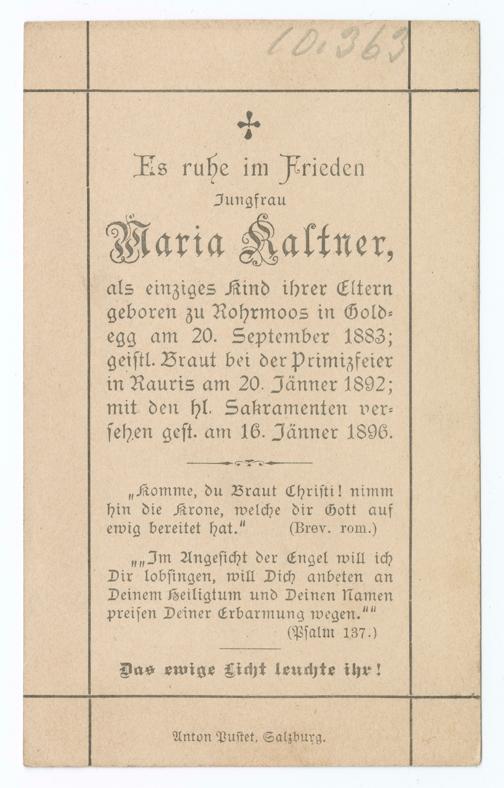 10.363
Es ruhe im Frieden
Jungfrau
Maria Kaltner,
als einziges Kind ihrer Eltern
geboren zu Rohrmoos in Gold=
egg am 20. September 1883;
geistl. Braut bei der Primizfeier
in Rauris am 20. Jänner 1892;
mit den hl. Sakramenten ver=
sehen gest. am 16. Jänner 1896.
„Komme, du Braut Christi! nimm
hin die Krone, welche dir Gott auf
ewig bereitet hat.“ (Brev. rom.)
„„Im Angesicht der Engel will ich
Dir lobsingen, will Dich anbeten an
Deinem Heiligtum und Deinen Namen
preisen Deiner Erbarmung wegen.““
(Psalm 137.)
Das ewige Licht leuchte ihr!
Anton Pustet, Salzburg.